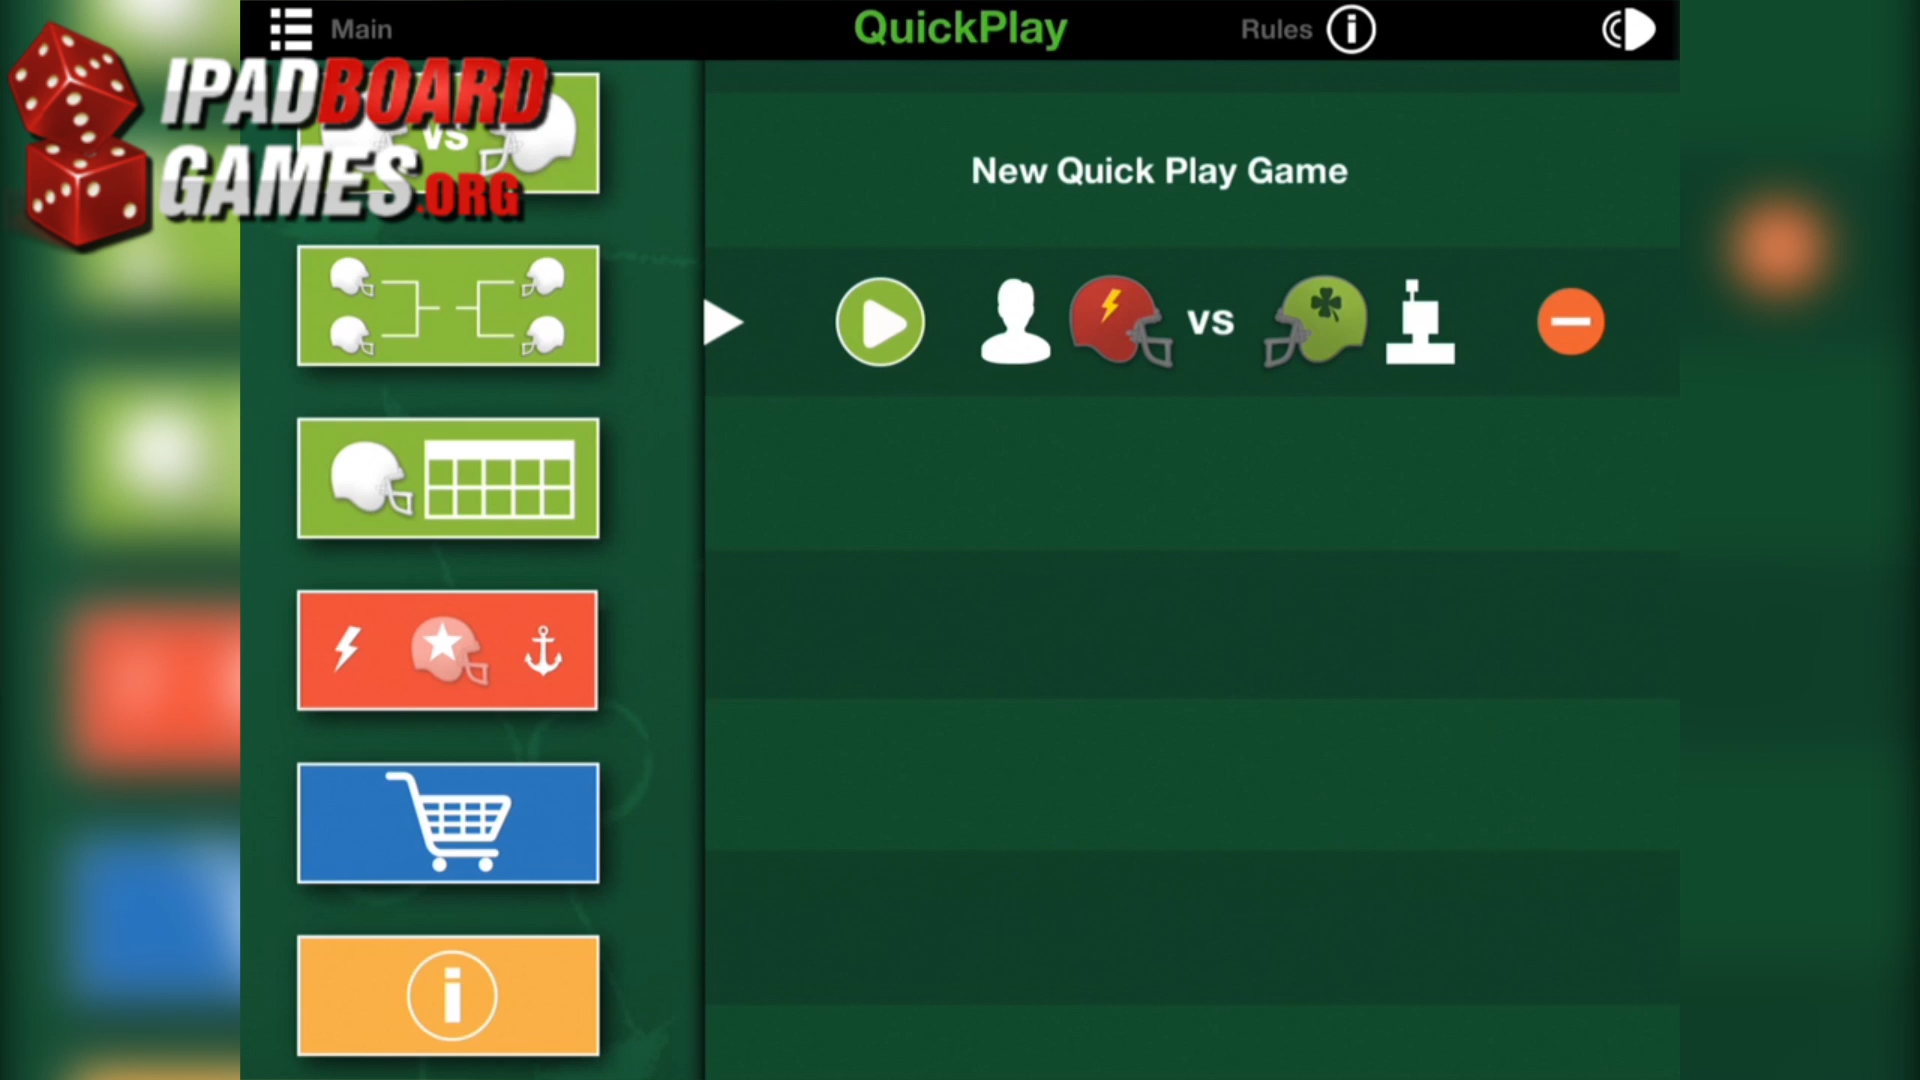 Main
QuickPlay
Rules
IPADBOARD
GAMES.ORG
vs
New Quick Play Game
vs